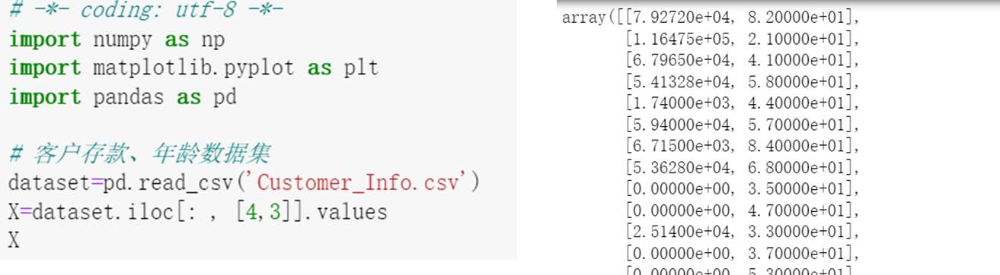 # -*- coding: utf-8 -*-
import numpy as np
import matplotlib.pyplot as plt
import pandas as pd
# 客户存款、年龄数据集
dataset=pd.read_csv('Customer_Info.csv')
X=dataset.iloc[: , [4,3]].values
X
array([[7.92720e+04, 8.20000e+01],
[1.16475e+05, 2.10000e+01],
[6.79650e+04, 4.10000e+01],
[5.41328e+04, 5.80000e+01],
[1.74000e+03, 4.40000e+01],
[5.94000e+04, 5.70000e+01],
[6.71500e+03, 8.40000e+01],
[5.36280e+04, 6.80000e+01],
[0.00000e+00, 3.50000e+01],
[0.00000e+00, 4.70000e+01],
[2.51400e+04, 3.30000e+01],
[0.00000e+00, 3.70000e+01],
[0.00000e+00, 5.30000e+01]